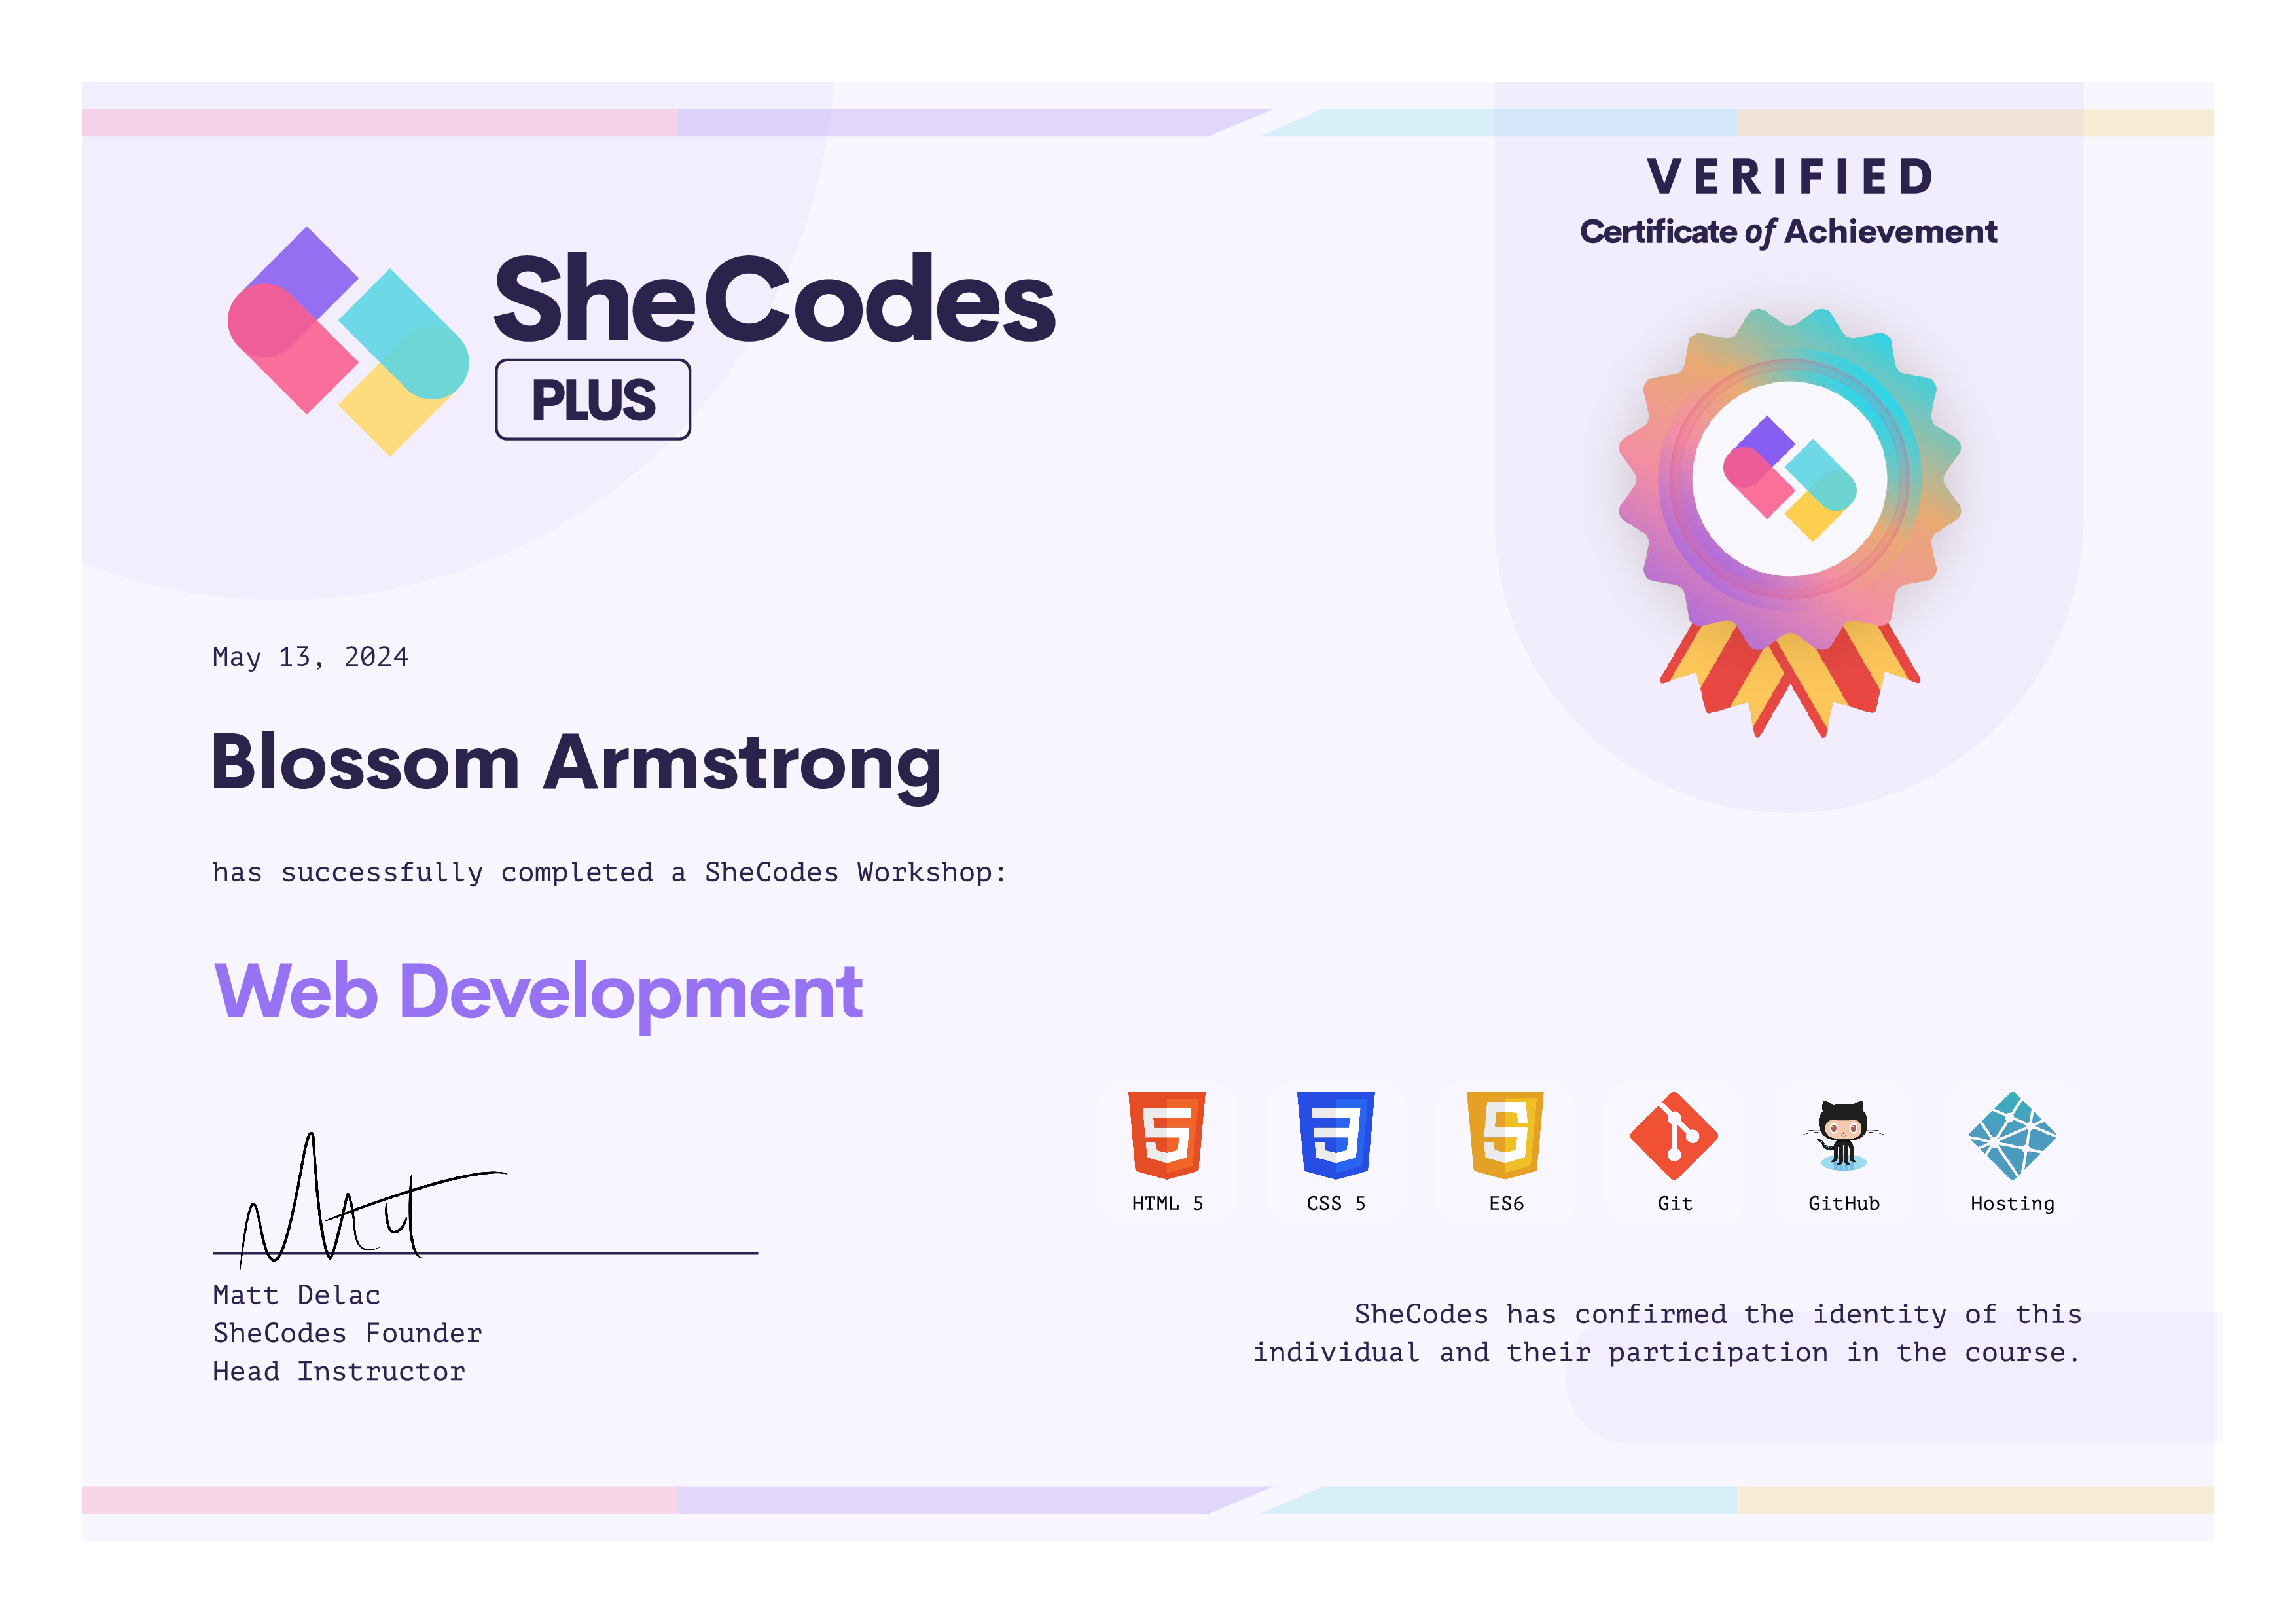 VERIFIED
Certificate of Achievement
SheCodes
PLUS
May 13, 2024
Blossom Armstrong
has successfully completed a SheCodes Workshop:
Web Development
HTML 5
CSS 5
ES6
Git
GitHub
Hosting
Matt
Matt Delac
SheCodes Founder
Head Instructor
SheCodes has confirmed the identity of this
individual and their participation in the course.